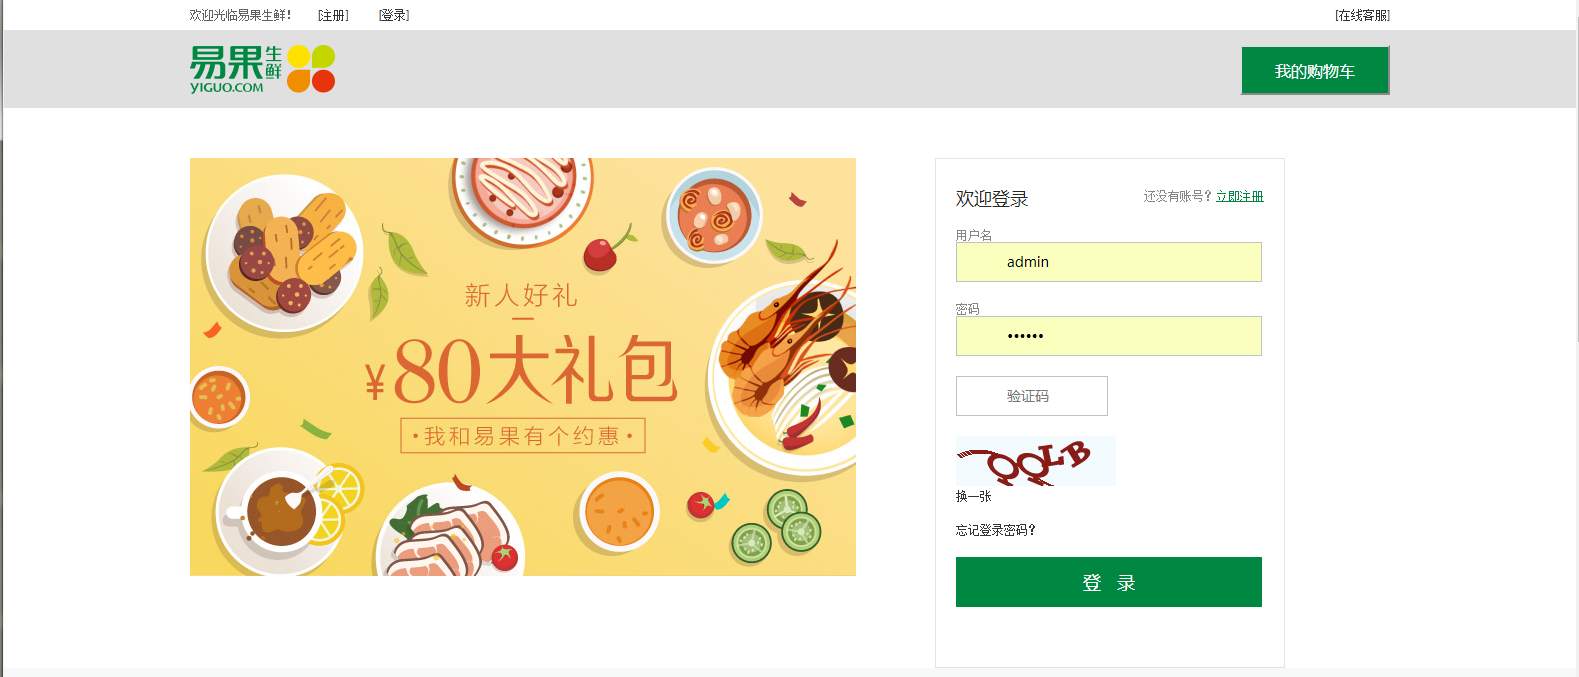 欢迎光临易果生鲜！ [注册] [登录] [在线客服]
易果生鲜
YIGUO.COM
我的购物车
新人好礼
¥80大礼包
·我和易果有个约惠·
欢迎登录 还没有账号？立即注册
用户名
admin
密码
••••••
验证码
QQLB
换一张
忘记登录密码？
登 录